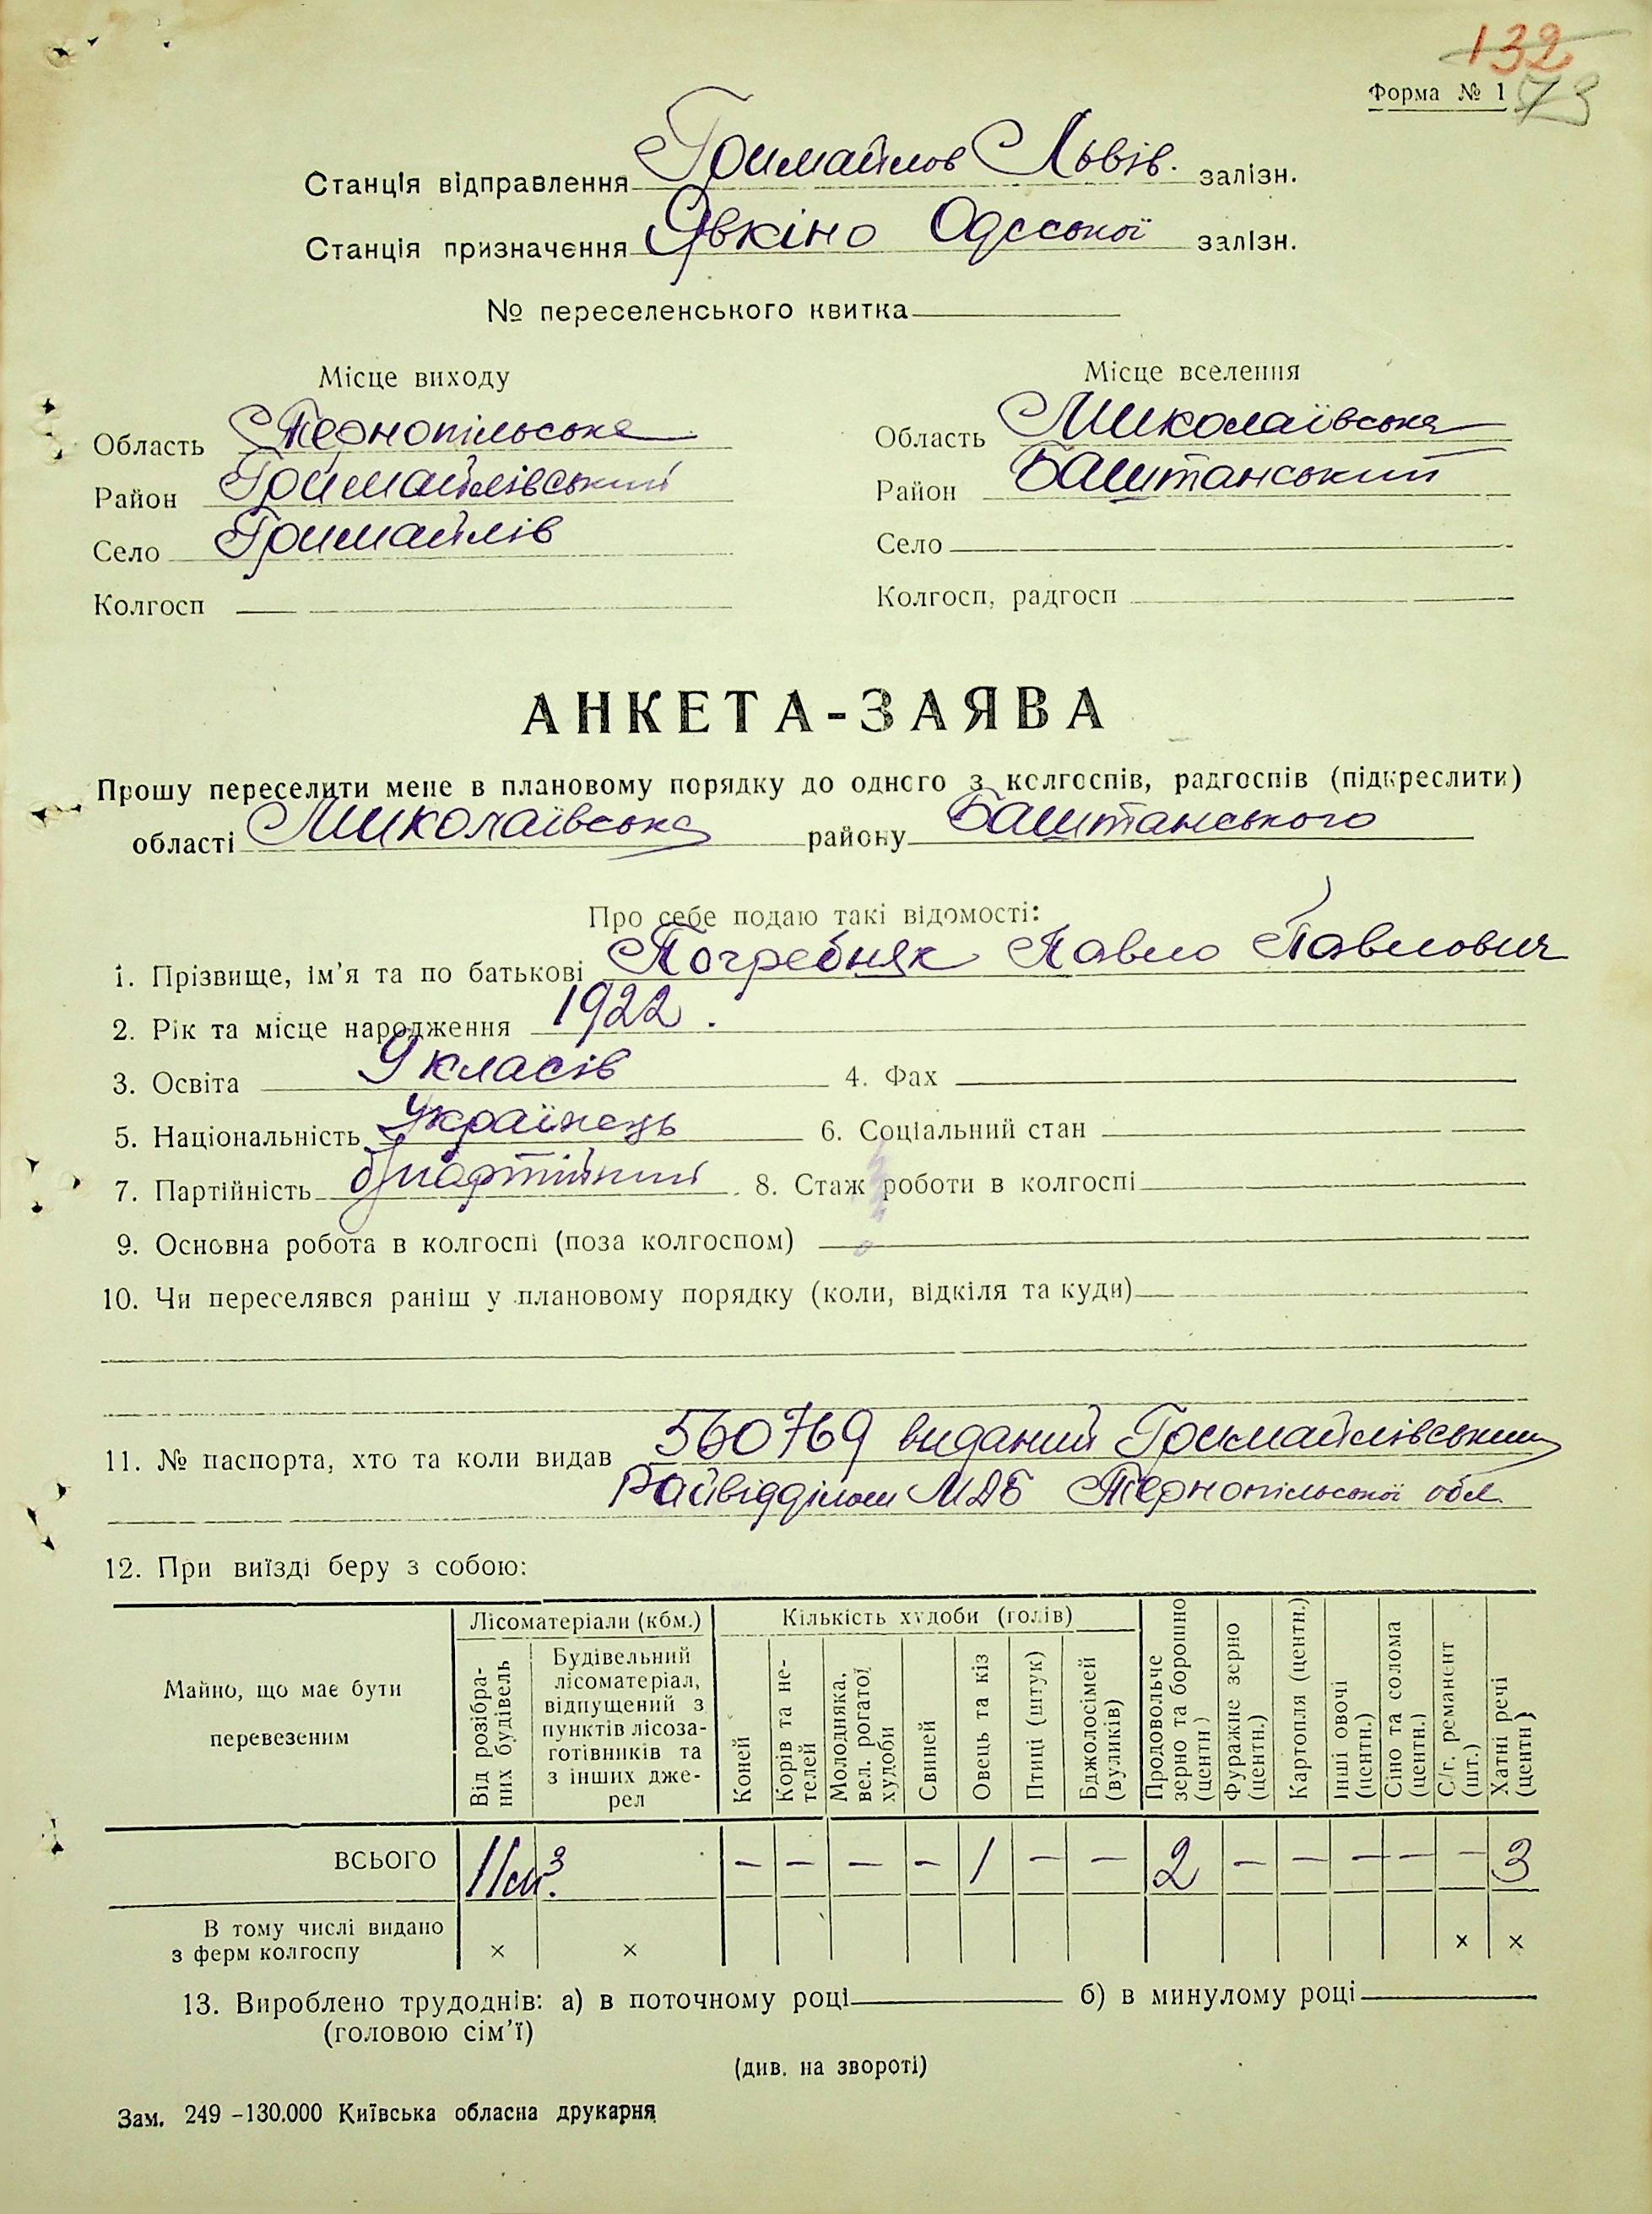 132
Форма № 1 73
Станція відправлення Гримайлов Львів. залізн.
Станція призначення Явкіно Одеської залізн.
№ переселенського квитка
Місце виходу
Місце вселення
Область Тернопільська
Область Миколаївська
Район Гримайлівський
Район Баштанський
Село Гримайлів
Село
Колгосп
Колгосп, радгосп
АНКЕТА-ЗАЯВА
Прошу переселити мене в плановому порядку до одного з колгоспів, радгоспів (підкреслити)
області Миколаївська району Баштанського
Про себе подаю такі відомості:
1. Прізвище, ім'я та по батькові Погребняк Павло Павлович
2. Рік та місце народження 1922.
3. Освіта 9 класів 4. Фах
5. Національність Українець 6. Соціальний стан
7. Партійність б/партійний 8. Стаж роботи в колгоспі
9. Основна робота в колгоспі (поза колгоспом)
10. Чи переселявся раніш у плановому порядку (коли, відкіля та куди)
11. № паспорта, хто та коли видав 560769 виданий Гримайлівським
Райвідділом МДБ Тернопільської обл.
12. При виїзді беру з собою:
Майно, що має бути перевезеним
Лісоматеріали (кбм.)
Від розібраних будівель
Будівельний лісоматеріал, відпущений з пунктів лісоза-готівників та з інших дже-рел
Кількість худоби (голів)
Коней
Корів та не-телей
Молодняка, вел. рогатої худоби
Свиней
Овець та кіз
Птиці (штук)
Бджолосімей (вуликів)
Продовольче зерно та борошно (центн)
Фуражне зерно (центн.)
Картопля (центн.)
Інші овочі (центн.)
Сіно та солома (центн.)
С/г. реманент (шт.)
Хатні речі (центн)
ВСЬОГО 11 см³. – – – – 1 – – 2 – – – – – 3
В тому числі видано
з ферм колгоспу × × × ×
13. Вироблено трудоднів: а) в поточному році б) в минулому році
(головою сім'ї)
(див. на звороті)
Зам. 249 –130.000 Київська обласна друкарня